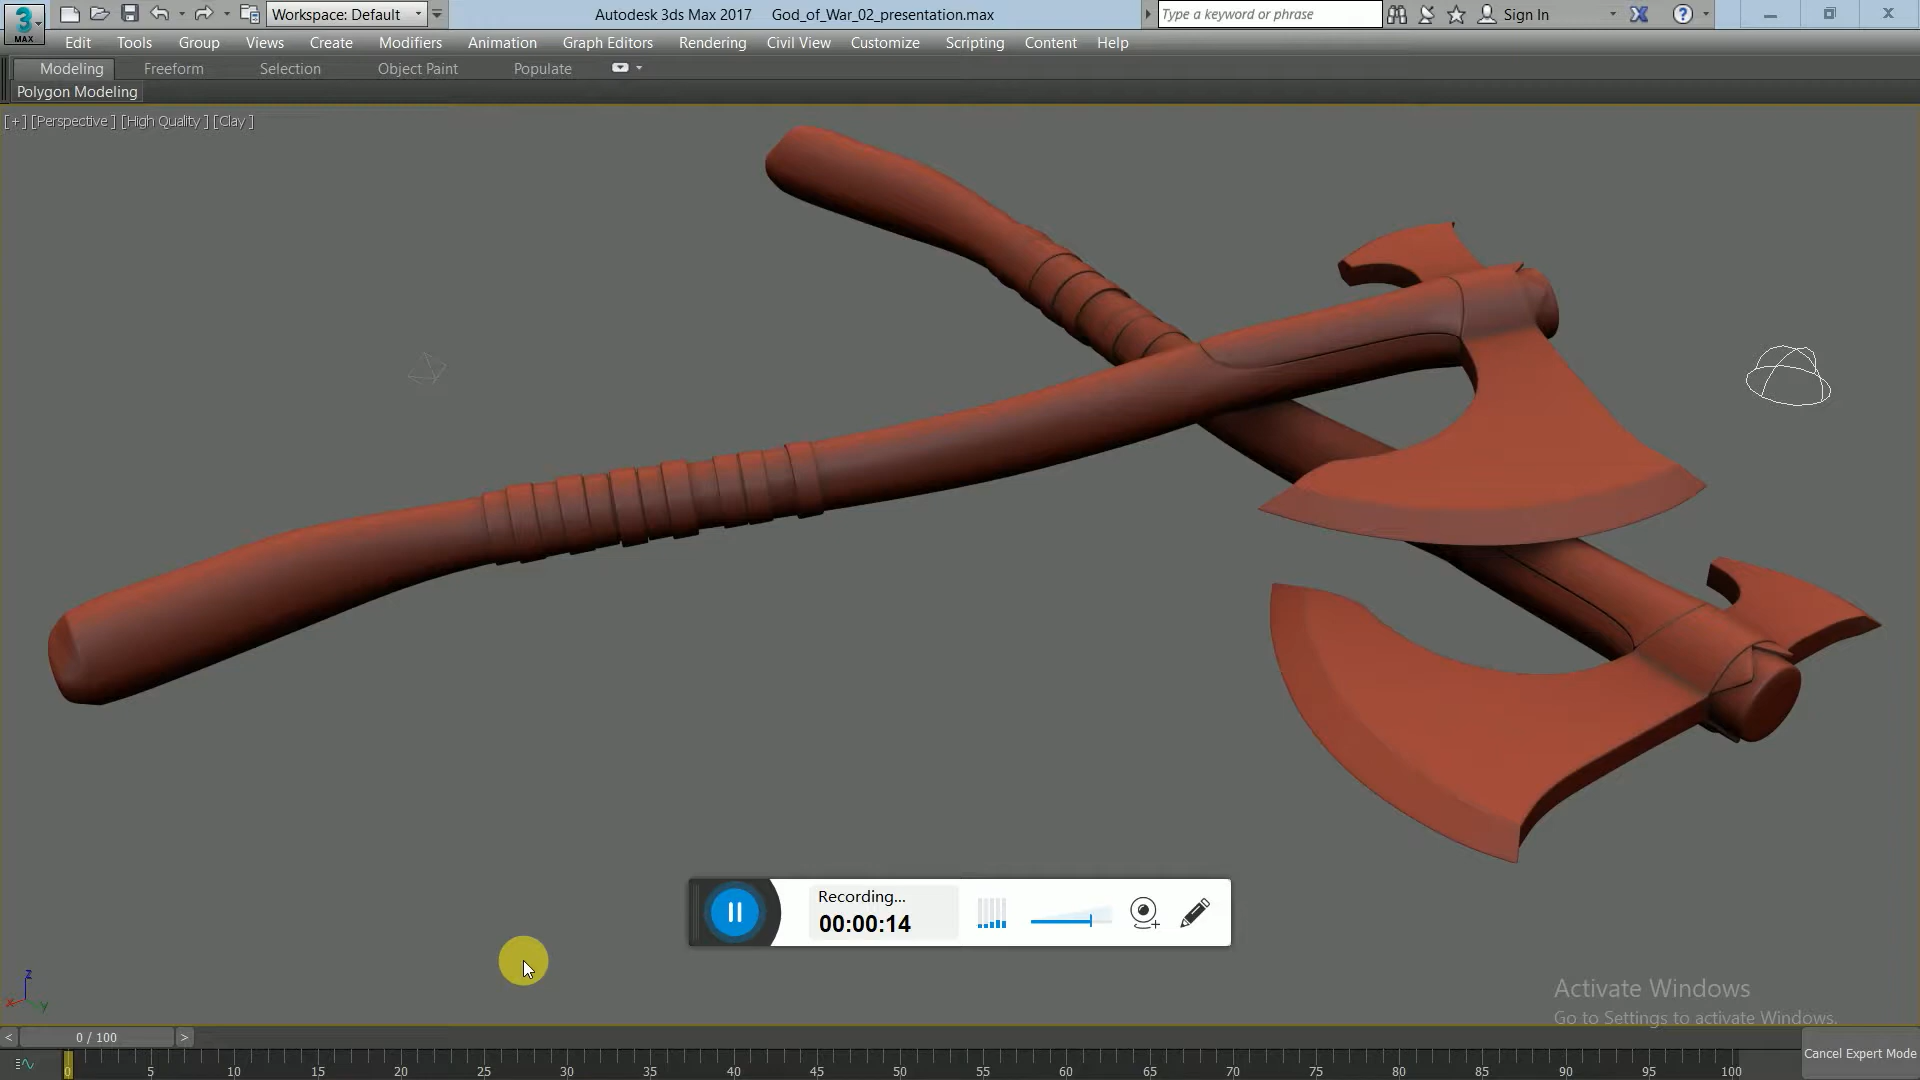 3
MAX
Workspace: Default
Autodesk 3ds Max 2017 God_of_War_02_presentation.max
Type a keyword or phrase
Sign In
Edit Tools Group Views Create Modifiers Animation Graph Editors Rendering Civil View Customize Scripting Content Help
Modeling Freeform Selection Object Paint Populate
Polygon Modeling
[+] [Perspective ] [High Quality ] [Clay ]
Recording...
00:00:14
z
x y
Activate Windows
Go to Settings to activate Windows.
< 0 / 100 >
Cancel Expert Mode
0 5 10 15 20 25 30 35 40 45 50 55 60 65 70 75 80 85 90 95 100